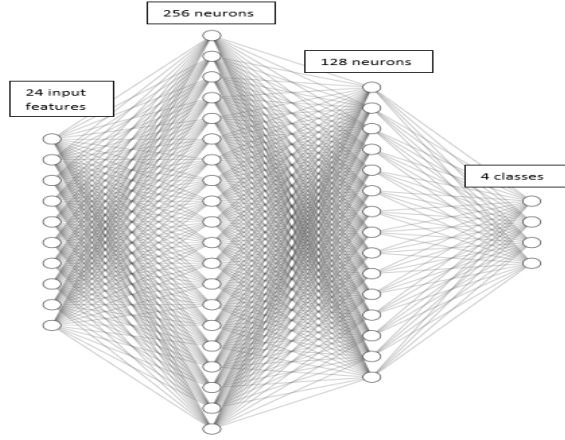 256 neurons
128 neurons
24 input
features
4 classes